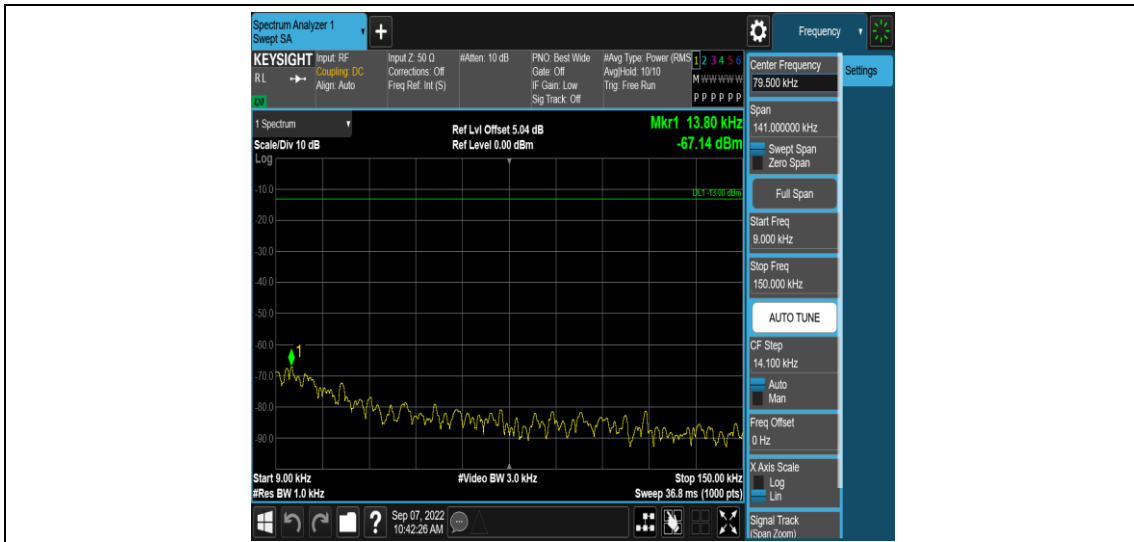 Spectrum Analyzer 1
Swept SA
+
Frequency
KEYSIGHT
RL
LM
Input: RF
Coupling: DC
Align: Auto
Input Z: 50 Ω
Corrections: Off
Freq Ref: Int (S)
#Atten: 10 dB
PNO: Best Wide
Gate: Off
IF Gain: Low
Sig Track: Off
#Avg Type: Power (RMS
Avg|Hold: 10/10
Trig: Free Run
1 2 3 4 5 6
M W W W W W
P P P P P P
1 Spectrum
Scale/Div 10 dB
Log
Ref Lvl Offset 5.04 dB
Ref Level 0.00 dBm
Mkr1 13.80 kHz
-67.14 dBm
DL1 -13.00 dBm
-10.0
-20.0
-30.0
-40.0
-50.0
-60.0
-70.0
-80.0
-90.0
1
Start 9.00 kHz
#Res BW 1.0 kHz
#Video BW 3.0 kHz
Stop 150.00 kHz
Sweep 36.8 ms (1000 pts)
Center Frequency
79.500 kHz
Settings
Span
141.000000 kHz
Swept Span
Zero Span
Full Span
Start Freq
9.000 kHz
Stop Freq
150.000 kHz
AUTO TUNE
CF Step
14.100 kHz
Auto
Man
Freq Offset
0 Hz
X Axis Scale
Log
Lin
Signal Track
(Span Zoom)
?
Sep 07, 2022
10:42:26 AM